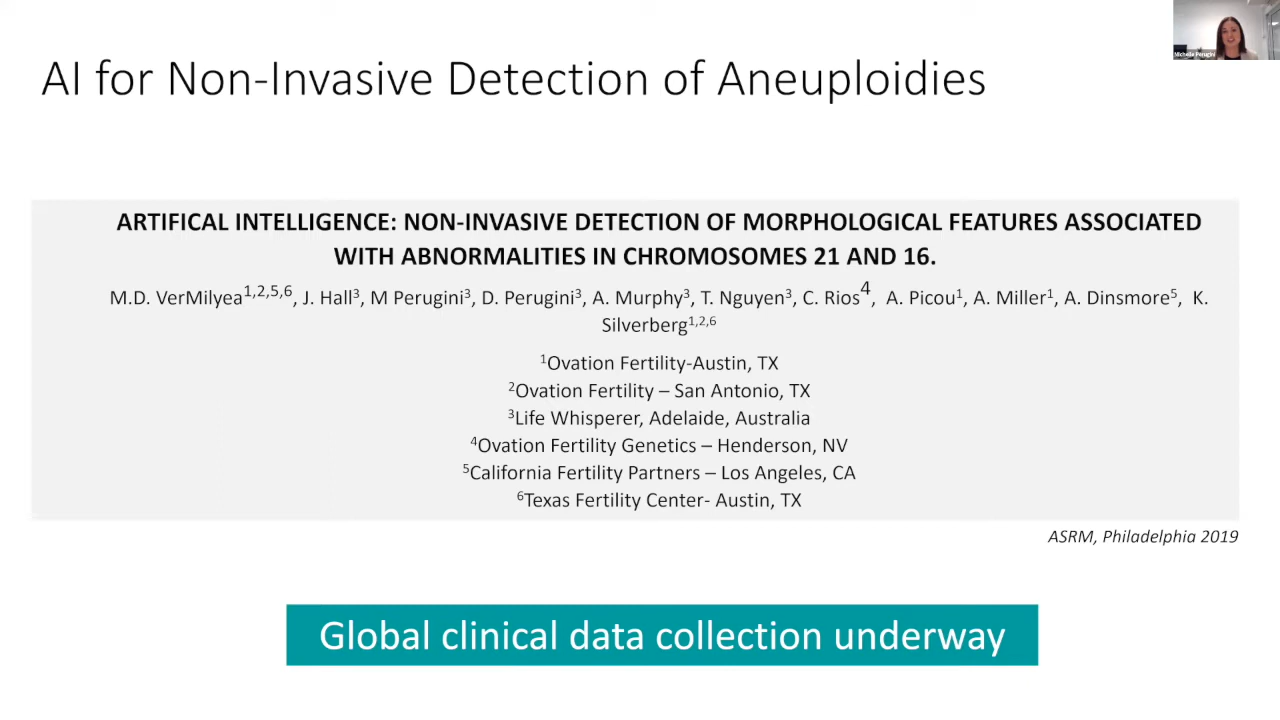 Michelle Perugini
AI for Non-Invasive Detection of Aneuploidies
ARTIFICAL INTELLIGENCE: NON-INVASIVE DETECTION OF MORPHOLOGICAL FEATURES ASSOCIATED
WITH ABNORMALITIES IN CHROMOSOMES 21 AND 16.
M.D. VerMilyea1,2,5,6, J. Hall3, M Perugini3, D. Perugini3, A. Murphy3, T. Nguyen3, C. Rios4, A. Picou1, A. Miller1, A. Dinsmore5, K.
Silverberg1,2,6
1Ovation Fertility-Austin, TX
2Ovation Fertility – San Antonio, TX
3Life Whisperer, Adelaide, Australia
4Ovation Fertility Genetics – Henderson, NV
5California Fertility Partners – Los Angeles, CA
6Texas Fertility Center- Austin, TX
ASRM, Philadelphia 2019
Global clinical data collection underway